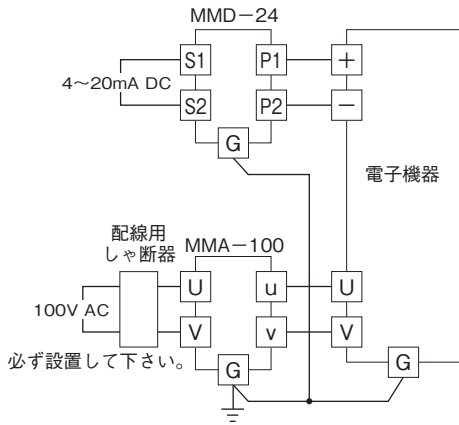 MMD−24
S1
P1
+
4〜20mA DC
S2
P2
−
G
電子機器
配線用
しゃ断器
MMA−100
U
u
U
100V AC
V
v
V
必ず設置して下さい。
G
G